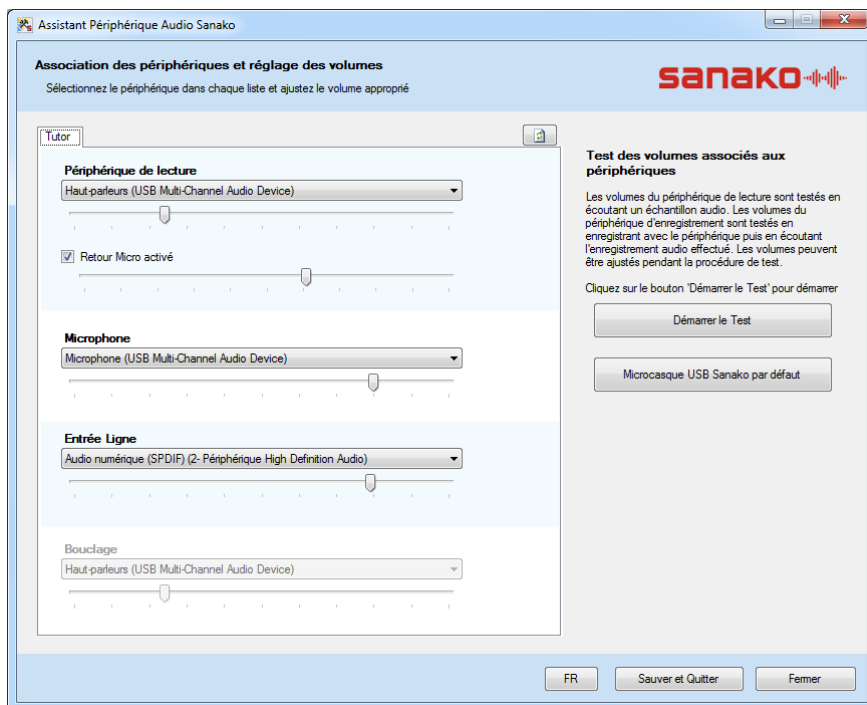 Assistant Périphérique Audio Sanako
Association des périphériques et réglage des volumes
Sélectionnez le périphérique dans chaque liste et ajustez le volume approprié
sanako
Tutor
Périphérique de lecture
Haut-parleurs (USB Multi-Channel Audio Device)
Retour Micro activé
Microphone
Microphone (USB Multi-Channel Audio Device)
Entrée Ligne
Audio numérique (SPDIF) (2- Périphérique High Definition Audio)
Bouclage
Haut-parleurs (USB Multi-Channel Audio Device)
Test des volumes associés aux
périphériques
Les volumes du périphérique de lecture sont testés en
écoutant un échantillon audio. Les volumes du
périphérique d'enregistrement sont testés en
enregistrant avec le périphérique puis en écoutant
l'enregistrement audio effectué. Les volumes peuvent
être ajustés pendant la procédure de test.
Cliquez sur le bouton 'Démarrer le Test' pour démarrer
Démarrer le Test
Microcasque USB Sanako par défaut
FR
Sauver et Quitter
Fermer